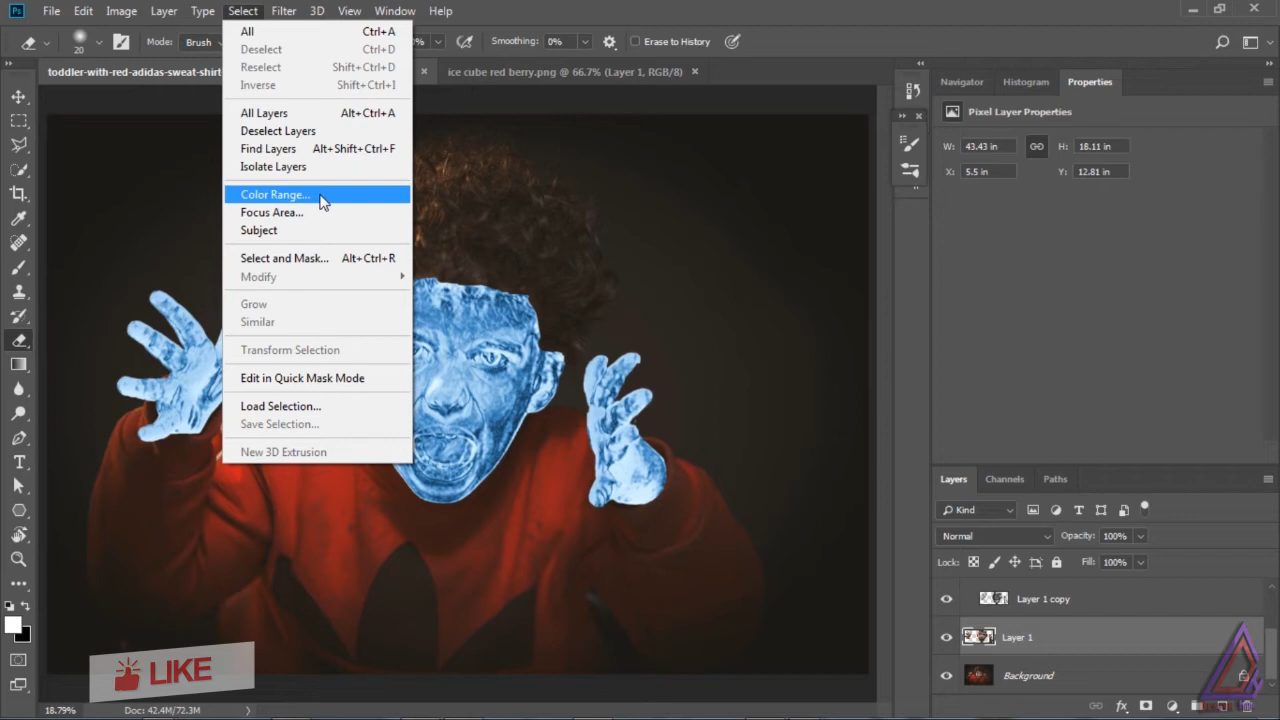 Ps File Edit Image Layer Type Select Filter 3D View Window Help
20 Mode: Brush % Smoothing: 0% Erase to History
toddler-with-red-adidas-sweat-shirt
ice cube red berry.png @ 66.7% (Layer 1, RGB/8)
All Ctrl+A
Deselect Ctrl+D
Reselect Shift+Ctrl+D
Inverse Shift+Ctrl+I
All Layers Alt+Ctrl+A
Deselect Layers
Find Layers Alt+Shift+Ctrl+F
Isolate Layers
Color Range...
Focus Area...
Subject
Select and Mask... Alt+Ctrl+R
Modify
Grow
Similar
Transform Selection
Edit in Quick Mask Mode
Load Selection...
Save Selection...
New 3D Extrusion
Navigator Histogram Properties
Pixel Layer Properties
W: 43.43 in H: 18.11 in
X: 5.5 in Y: 12.81 in
Layers Channels Paths
Kind
Normal Opacity: 100%
Lock: Fill: 100%
Layer 1 copy
Layer 1
Background
LIKE
18.79% Doc: 42.4M/72.3M